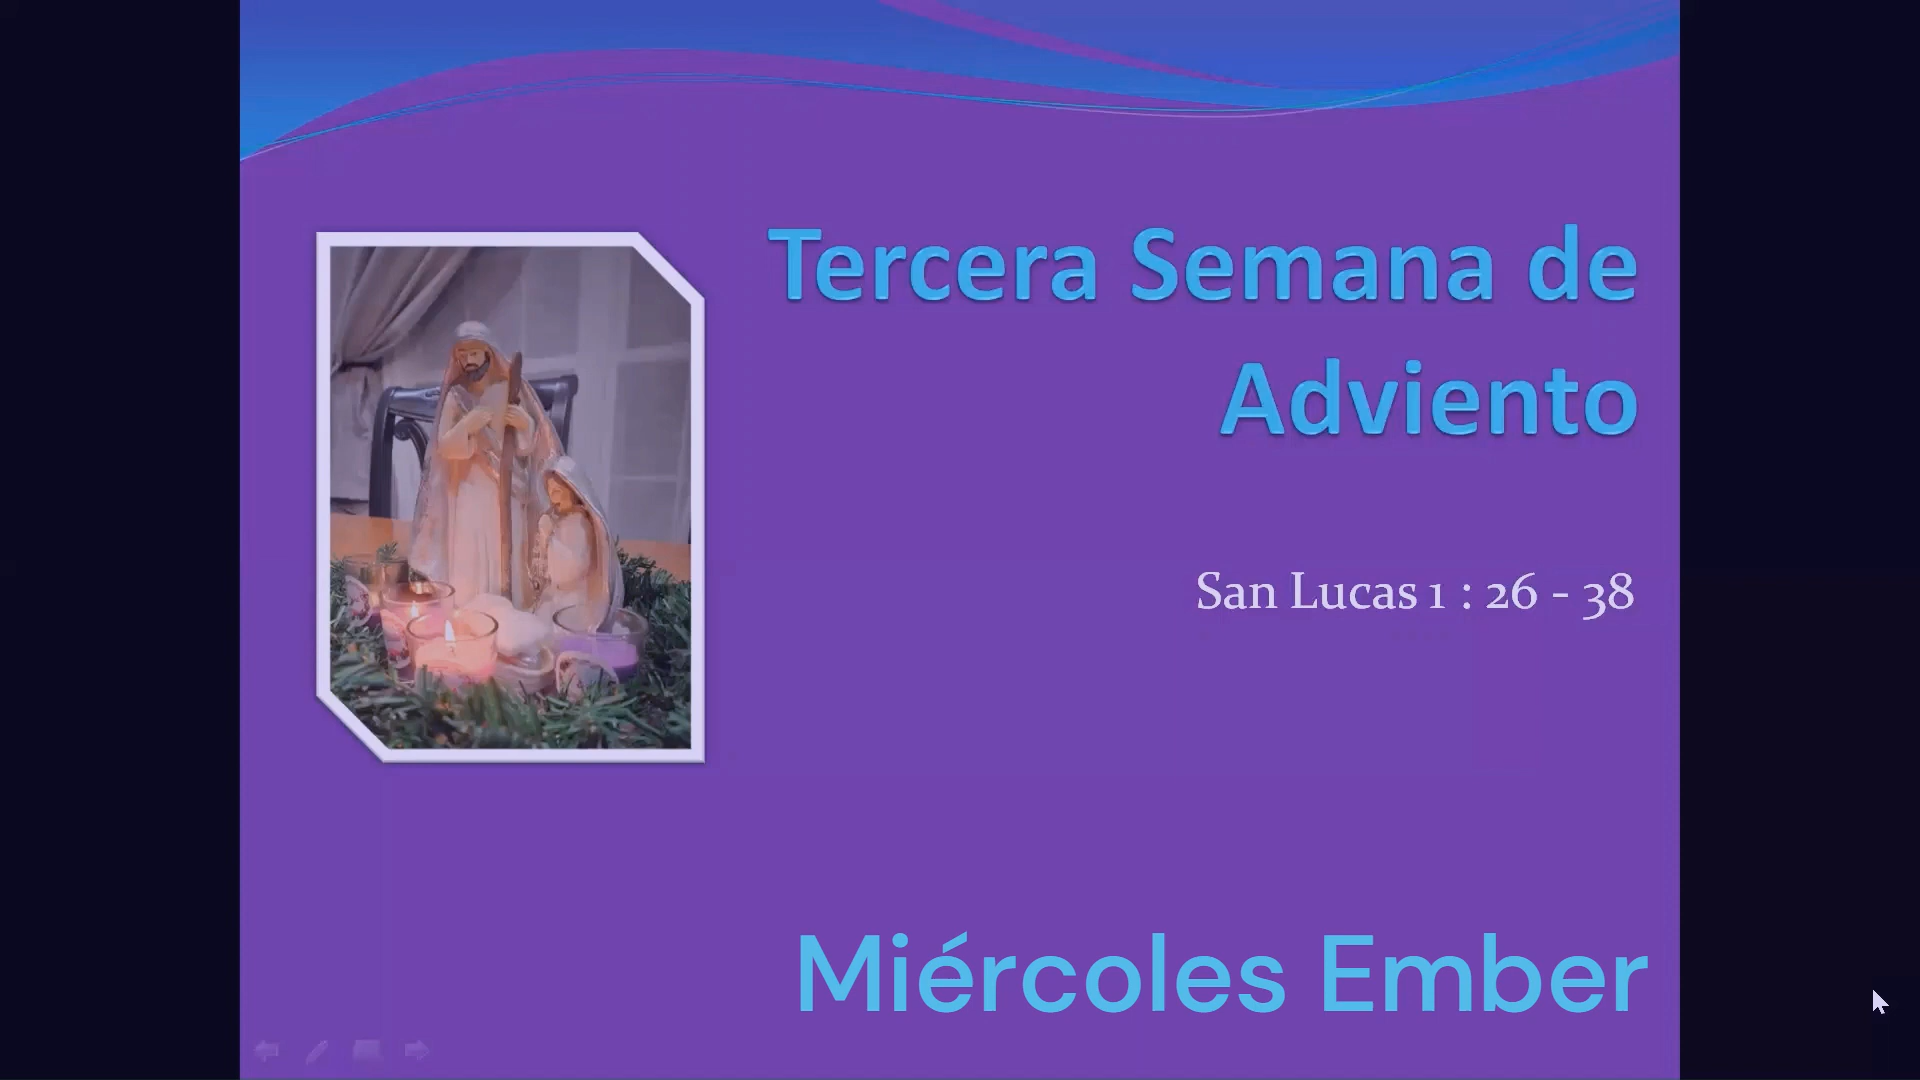 Tercera Semana de
Adviento
San Lucas 1 : 26 - 38
Miércoles Ember